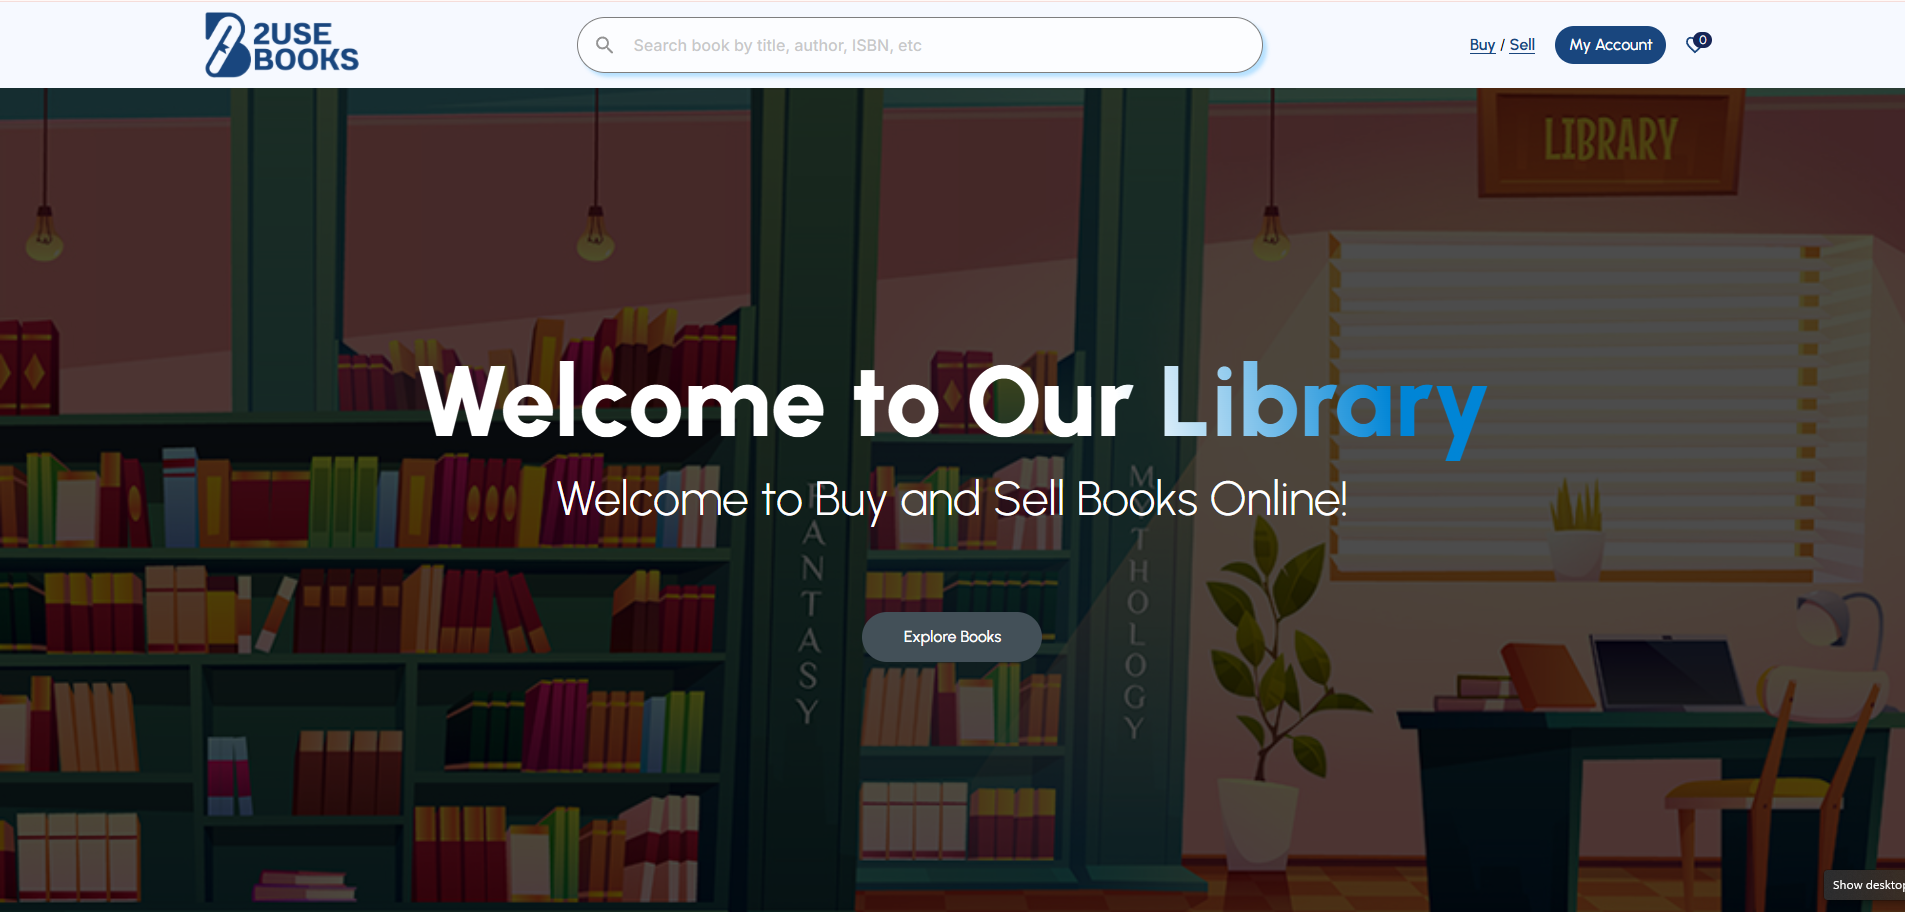 2USE
BOOKS
Search book by title, author, ISBN, etc
Buy / Sell
My Account
0
LIBRARY
Welcome to Our Library
Welcome to Buy and Sell Books Online!
FANTASY
MYTHOLOGY
Explore Books
Show desktop